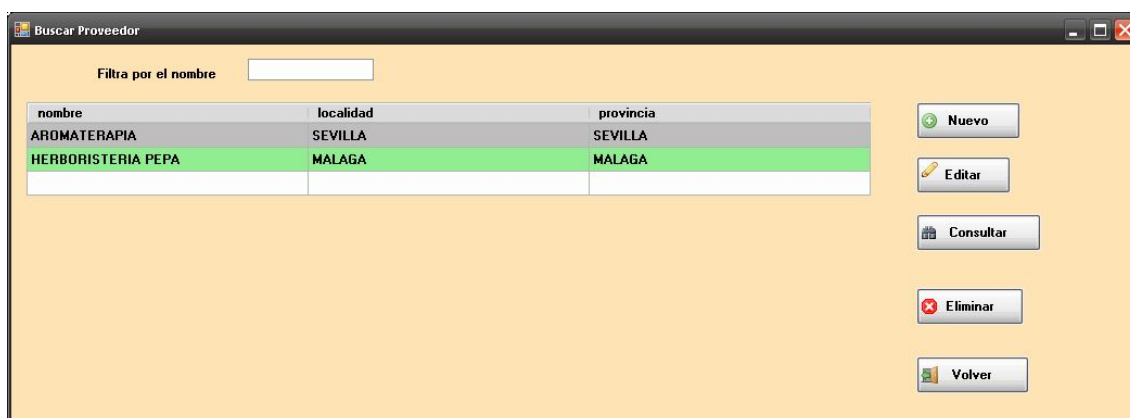 Buscar Proveedor
Filtra por el nombre
nombre localidad provincia
AROMATERAPIA SEVILLA SEVILLA
HERBORISTERIA PEPA MALAGA MALAGA
Nuevo
Editar
Consultar
Eliminar
Volver